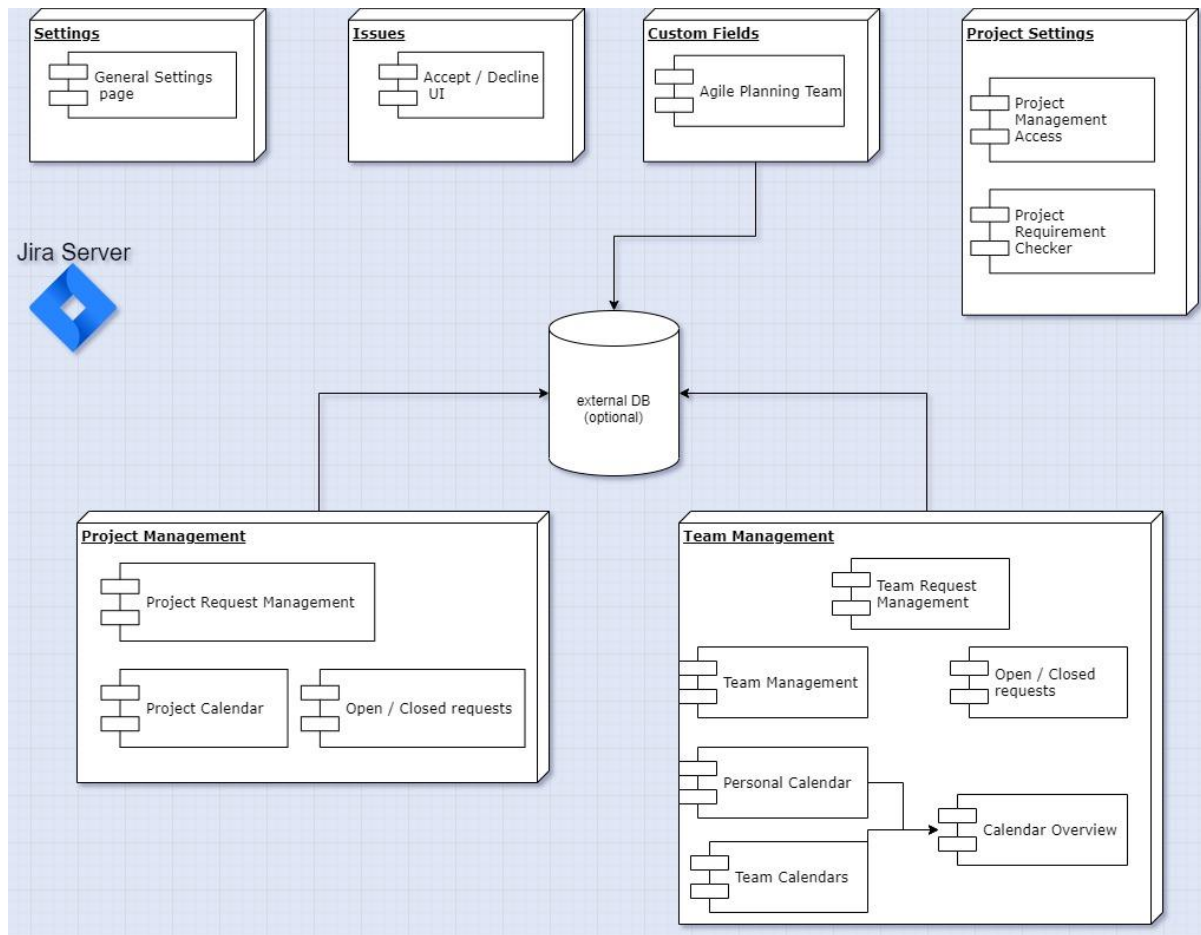 Settings
General Settings
page
Issues
Accept / Decline
UI
Custom Fields
Agile Planning Team
Project Settings
Project
Management
Access
Project
Requirement
Checker
Jira Server
external DB
(optional)
Project Management
Project Request Management
Project Calendar
Open / Closed requests
Team Management
Team Request
Management
Team Management
Open / Closed
requests
Personal Calendar
Calendar Overview
Team Calendars